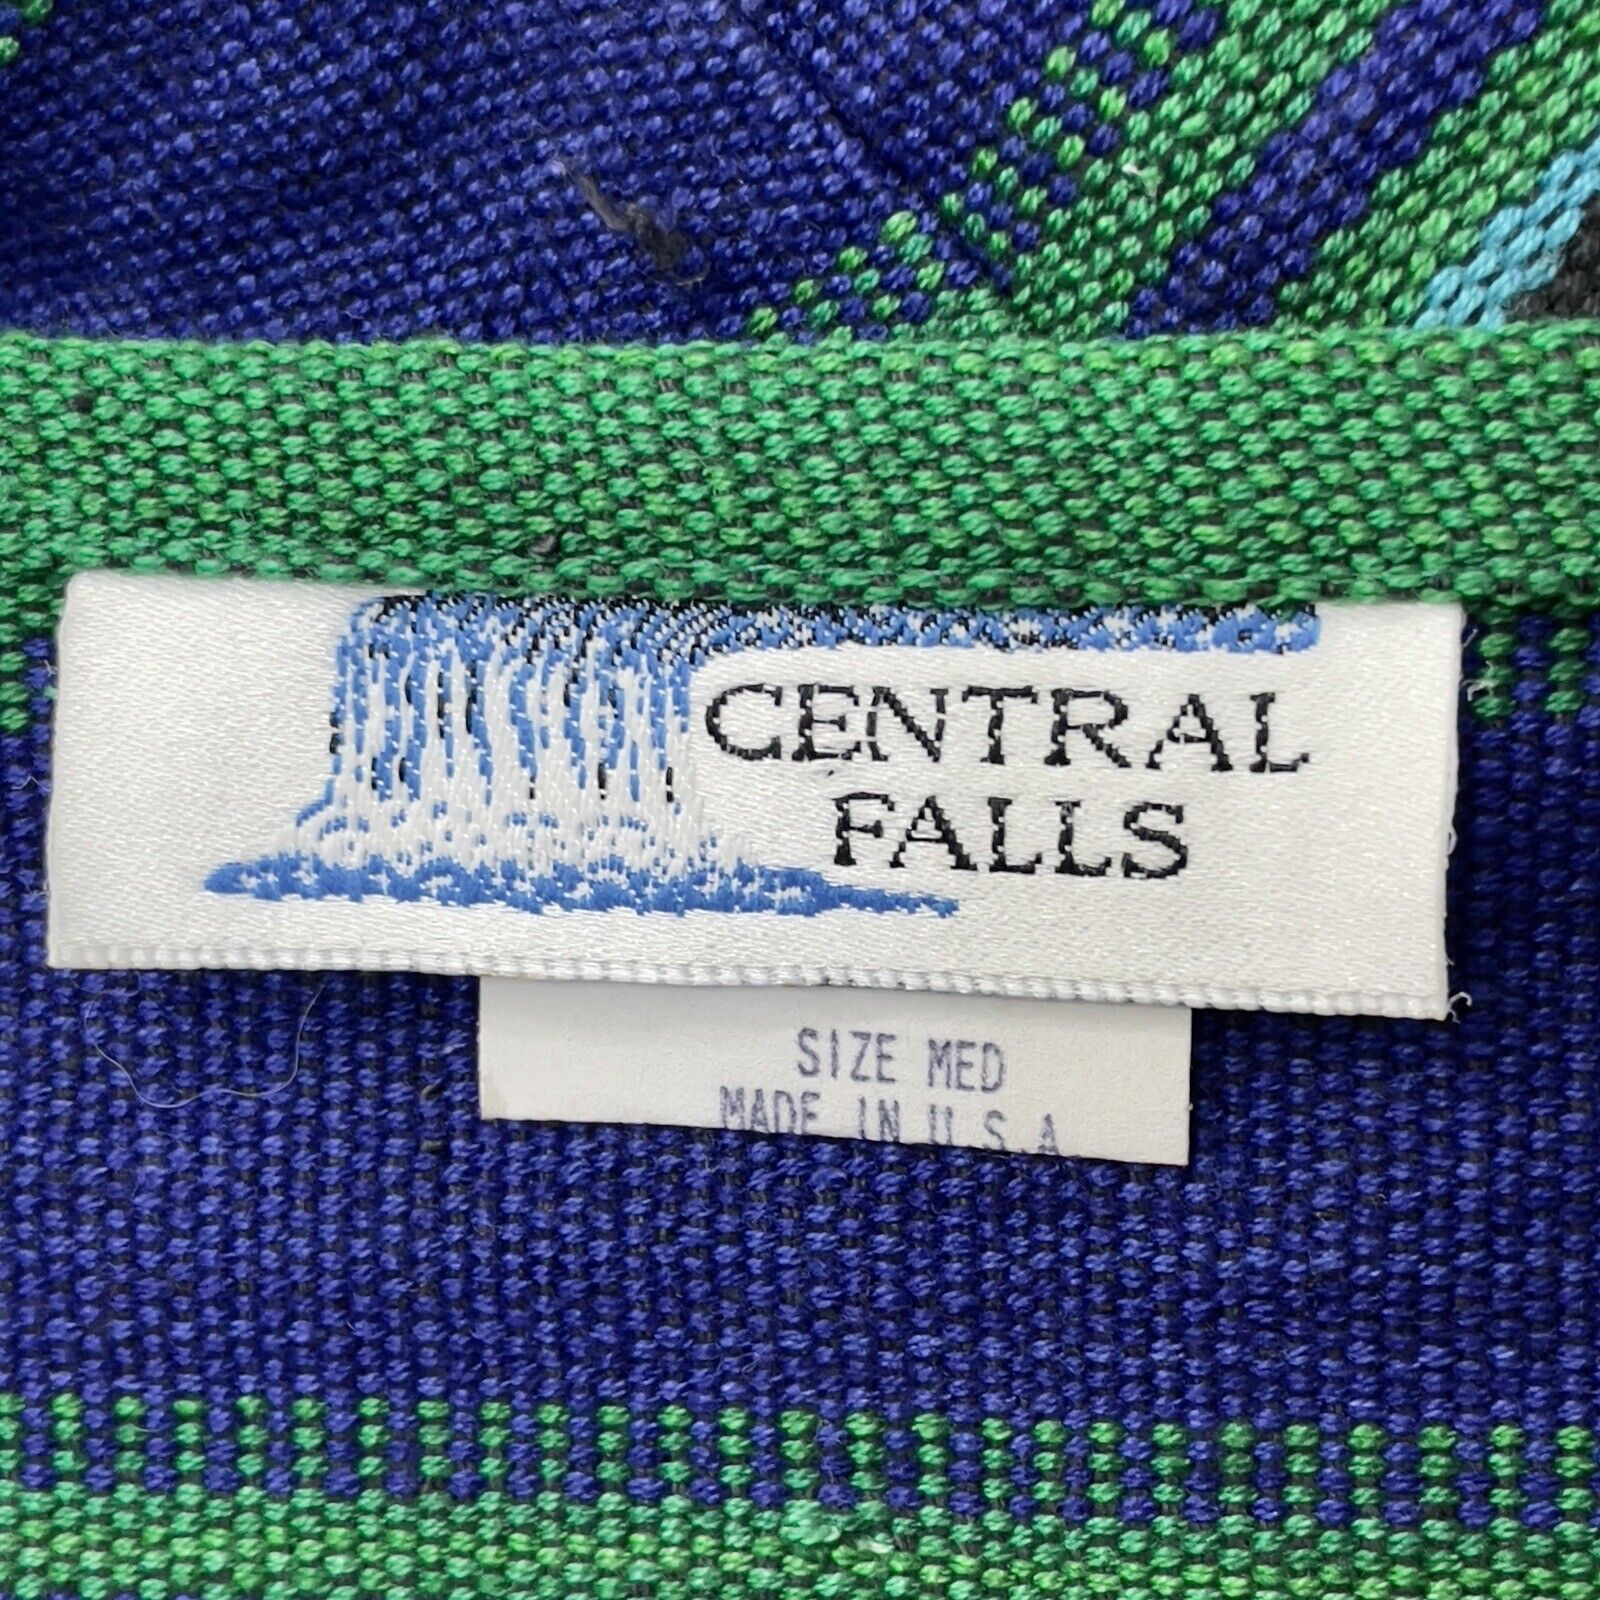 CENTRAL
FALLS
SIZE MED
MADE IN U.S.A